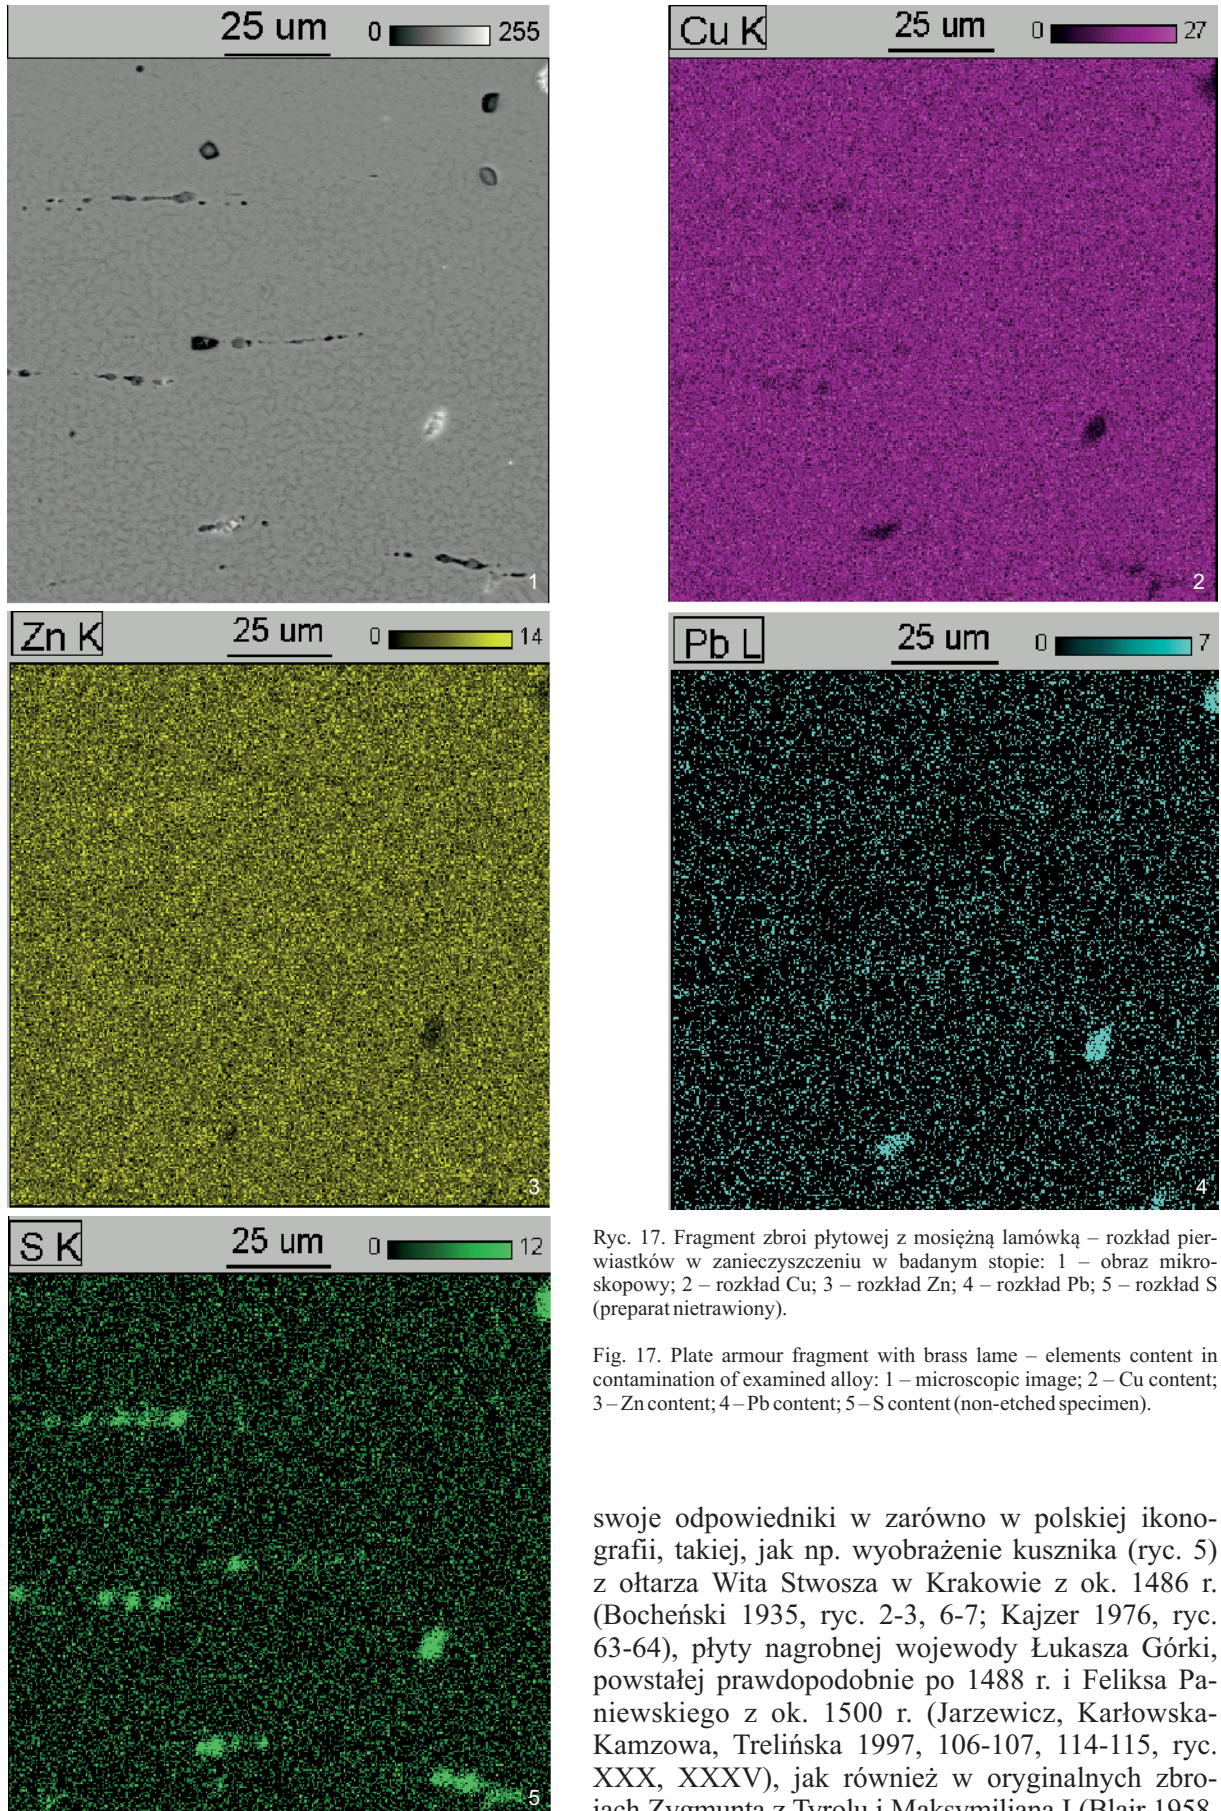 25 um 0 255
1
Cu K 25 um 0 27
2
Zn K 25 um 0 14
3
Pb L 25 um 0 7
4
S K 25 um 0 12
5
Ryc. 17. Fragment zbroi płytowej z mosiężną lamówką – rozkład pier-
wiastków w zanieczyszczeniu w badanym stopie: 1 – obraz mikro-
skopowy; 2 – rozkład Cu; 3 – rozkład Zn; 4 – rozkład Pb; 5 – rozkład S
(preparat nietrawiony).
Fig. 17. Plate armour fragment with brass lame – elements content in
contamination of examined alloy: 1 – microscopic image; 2 – Cu content;
3 – Zn content; 4 – Pb content; 5 – S content (non-etched specimen).
swoje odpowiedniki w zarówno w polskiej ikono-
grafii, takiej, jak np. wyobrażenie kusznika (ryc. 5)
z ołtarza Wita Stwosza w Krakowie z ok. 1486 r.
(Bocheński 1935, ryc. 2-3, 6-7; Kajzer 1976, ryc.
63-64), płyty nagrobnej wojewody Łukasza Górki,
powstałej prawdopodobnie po 1488 r. i Feliksa Pa-
niewskiego z ok. 1500 r. (Jarzewicz, Karłowska-
Kamzowa, Trelińska 1997, 106-107, 114-115, ryc.
XXX, XXXV), jak również w oryginalnych zbro-
jach Zygmunta z Tyrolu i Maksymiliana I (Blair 1958,